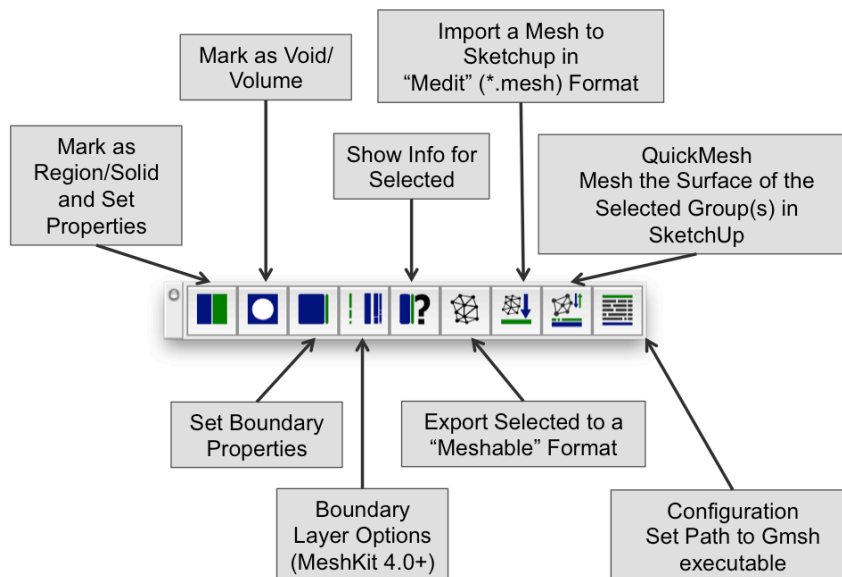 Import a Mesh to
Sketchup in
“Medit” (*.mesh) Format
Mark as Void/
Volume
Mark as
Region/Solid
and Set
Properties
Show Info for
Selected
QuickMesh
Mesh the Surface of the
Selected Group(s) in
SketchUp
?
Set Boundary
Properties
Export Selected to a
“Meshable” Format
Boundary
Layer Options
(MeshKit 4.0+)
Configuration
Set Path to Gmsh
executable